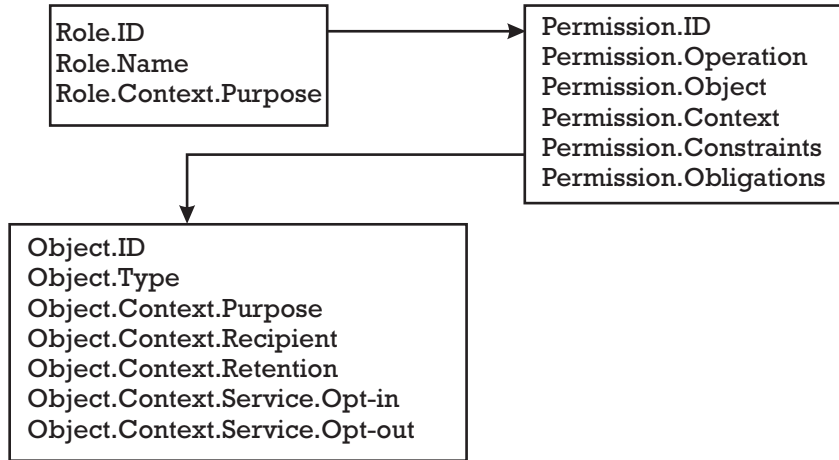 Role.ID
Role.Name
Role.Context.Purpose
Permission.ID
Permission.Operation
Permission.Object
Permission.Context
Permission.Constraints
Permission.Obligations
Object.ID
Object.Type
Object.Context.Purpose
Object.Context.Recipient
Object.Context.Retention
Object.Context.Service.Opt-in
Object.Context.Service.Opt-out